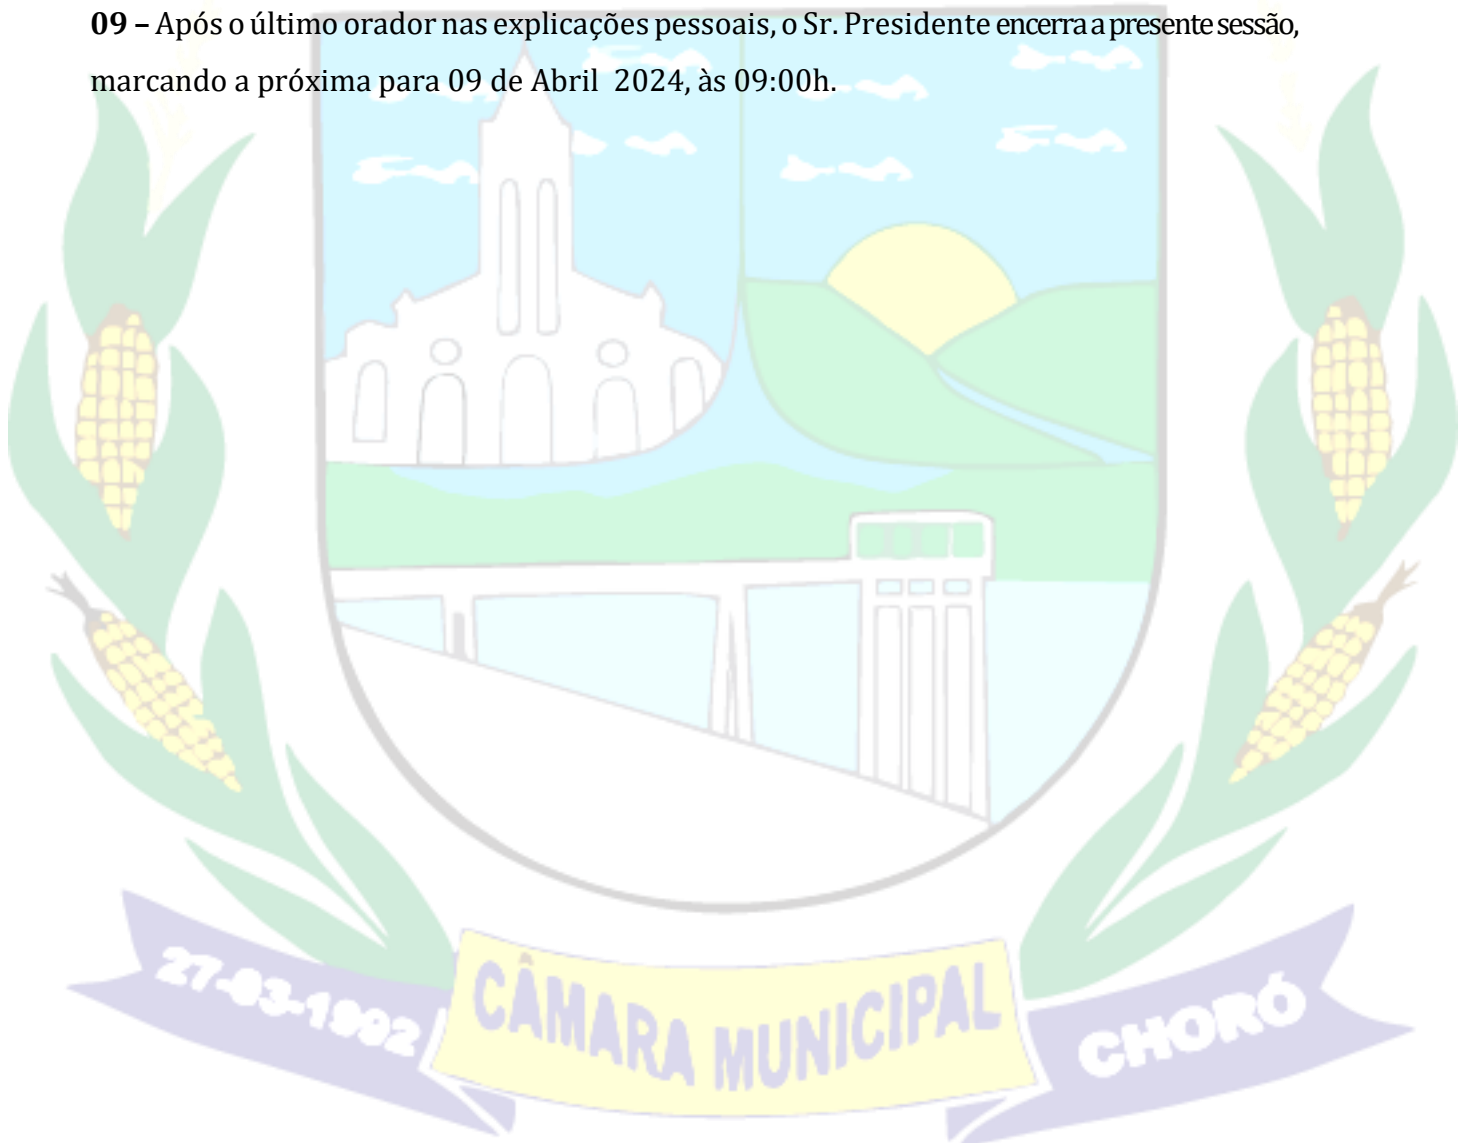 09 – Após o último orador nas explicações pessoais, o Sr. Presidente encerra a presente sessão,
marcando a próxima para 09 de Abril 2024, às 09:00h.
27-03-1992
CÂMARA MUNICIPAL
CHORÓ